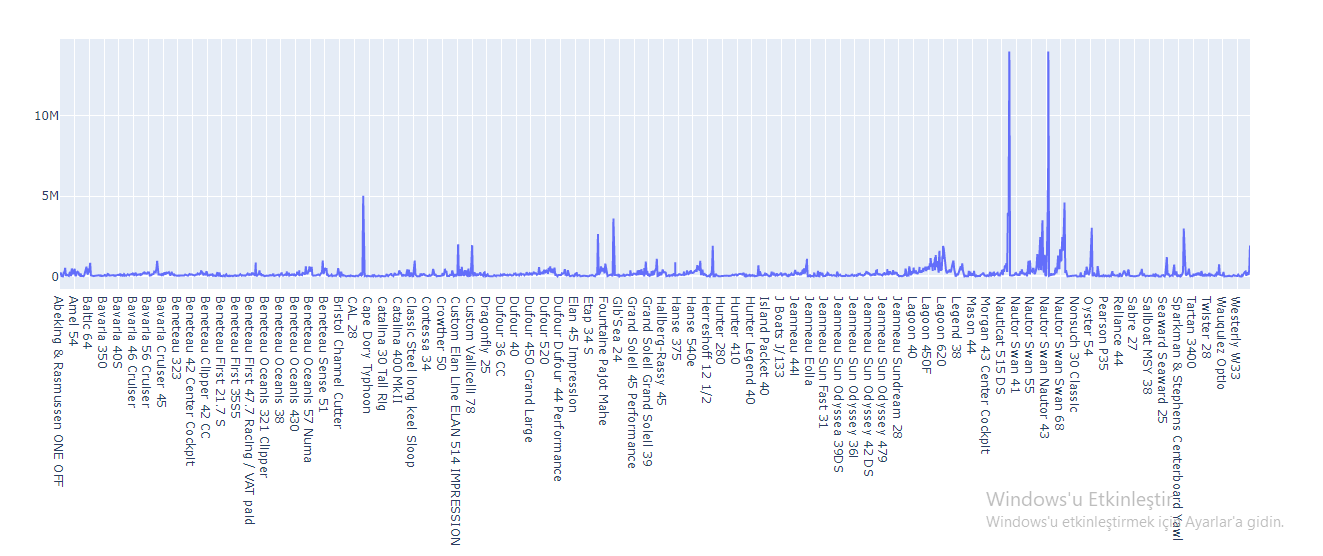 10M
5M
0
Abeking & Rasmussen ONE OFF
Amel 54
Baltic 64
Bavaria 350
Bavaria 40S
Bavaria 46 Cruiser
Bavaria 56 Cruiser
Bavaria Cruiser 45
Beneteau 323
Beneteau 42 Center Cockpit
Beneteau Clipper 42 CC
Beneteau First 21.7 S
Beneteau First 35S5
Beneteau First 47.7 Racing / VAT paid
Beneteau Oceanis 321 Clipper
Beneteau Oceanis 38
Beneteau Oceanis 430
Beneteau Oceanis 57 Numa
Beneteau Sense 51
Bristol Channel Cutter
CAL 28
Cape Dory Typhoon
Catalina 30 Tall Rig
Catalina 400 MkII
Classic Steel long keel Sloop
Contessa 34
Crowther 50
Custom Elan Line ELAN 514 IMPRESSION
Custom Vallicelli 78
Dragonfly 25
Dufour 36 CC
Dufour 40
Dufour 450 Grand Large
Dufour 520
Dufour Dufour 44 Performance
Elan 45 Impression
Etap 34 S
Fountaine Pajot Mahe
Gib'Sea 24
Grand Soleil 45 Performance
Grand Soleil Grand Soleil 39
Hallberg-Rassy 45
Hanse 375
Hanse 540e
Herreshoff 12 1/2
Hunter 280
Hunter 410
Hunter Legend 40
Island Packet 40
J Boats J/133
Jeanneau 44I
Jeanneau Eolia
Jeanneau Sun Fast 31
Jeanneau Sun Odyssea 39DS
Jeanneau Sun Odyssey 36I
Jeanneau Sun Odyssey 42 DS
Jeanneau Sun Odyssey 479
Jeanneau Sundream 28
Lagoon 40
Lagoon 450F
Lagoon 620
Legend 38
Mason 44
Morgan 43 Center Cockpit
Nauticat 515 DS
Nautor Swan 41
Nautor Swan 55
Nautor Swan Nautor 43
Nautor Swan Swan 68
Nonsuch 30 Classic
Oyster 54
Pearson P35
Reliance 44
Sabre 27
Sailboat MSY 38
Seaward Seaward 25
Sparkman & Stephens Centerboard Yawl
Tartan 3400
Twister 28
Wauquiez Optio
Westerly W33
Windows'u Etkinleştir
Windows'u etkinleştirmek için Ayarlar'a gidin.